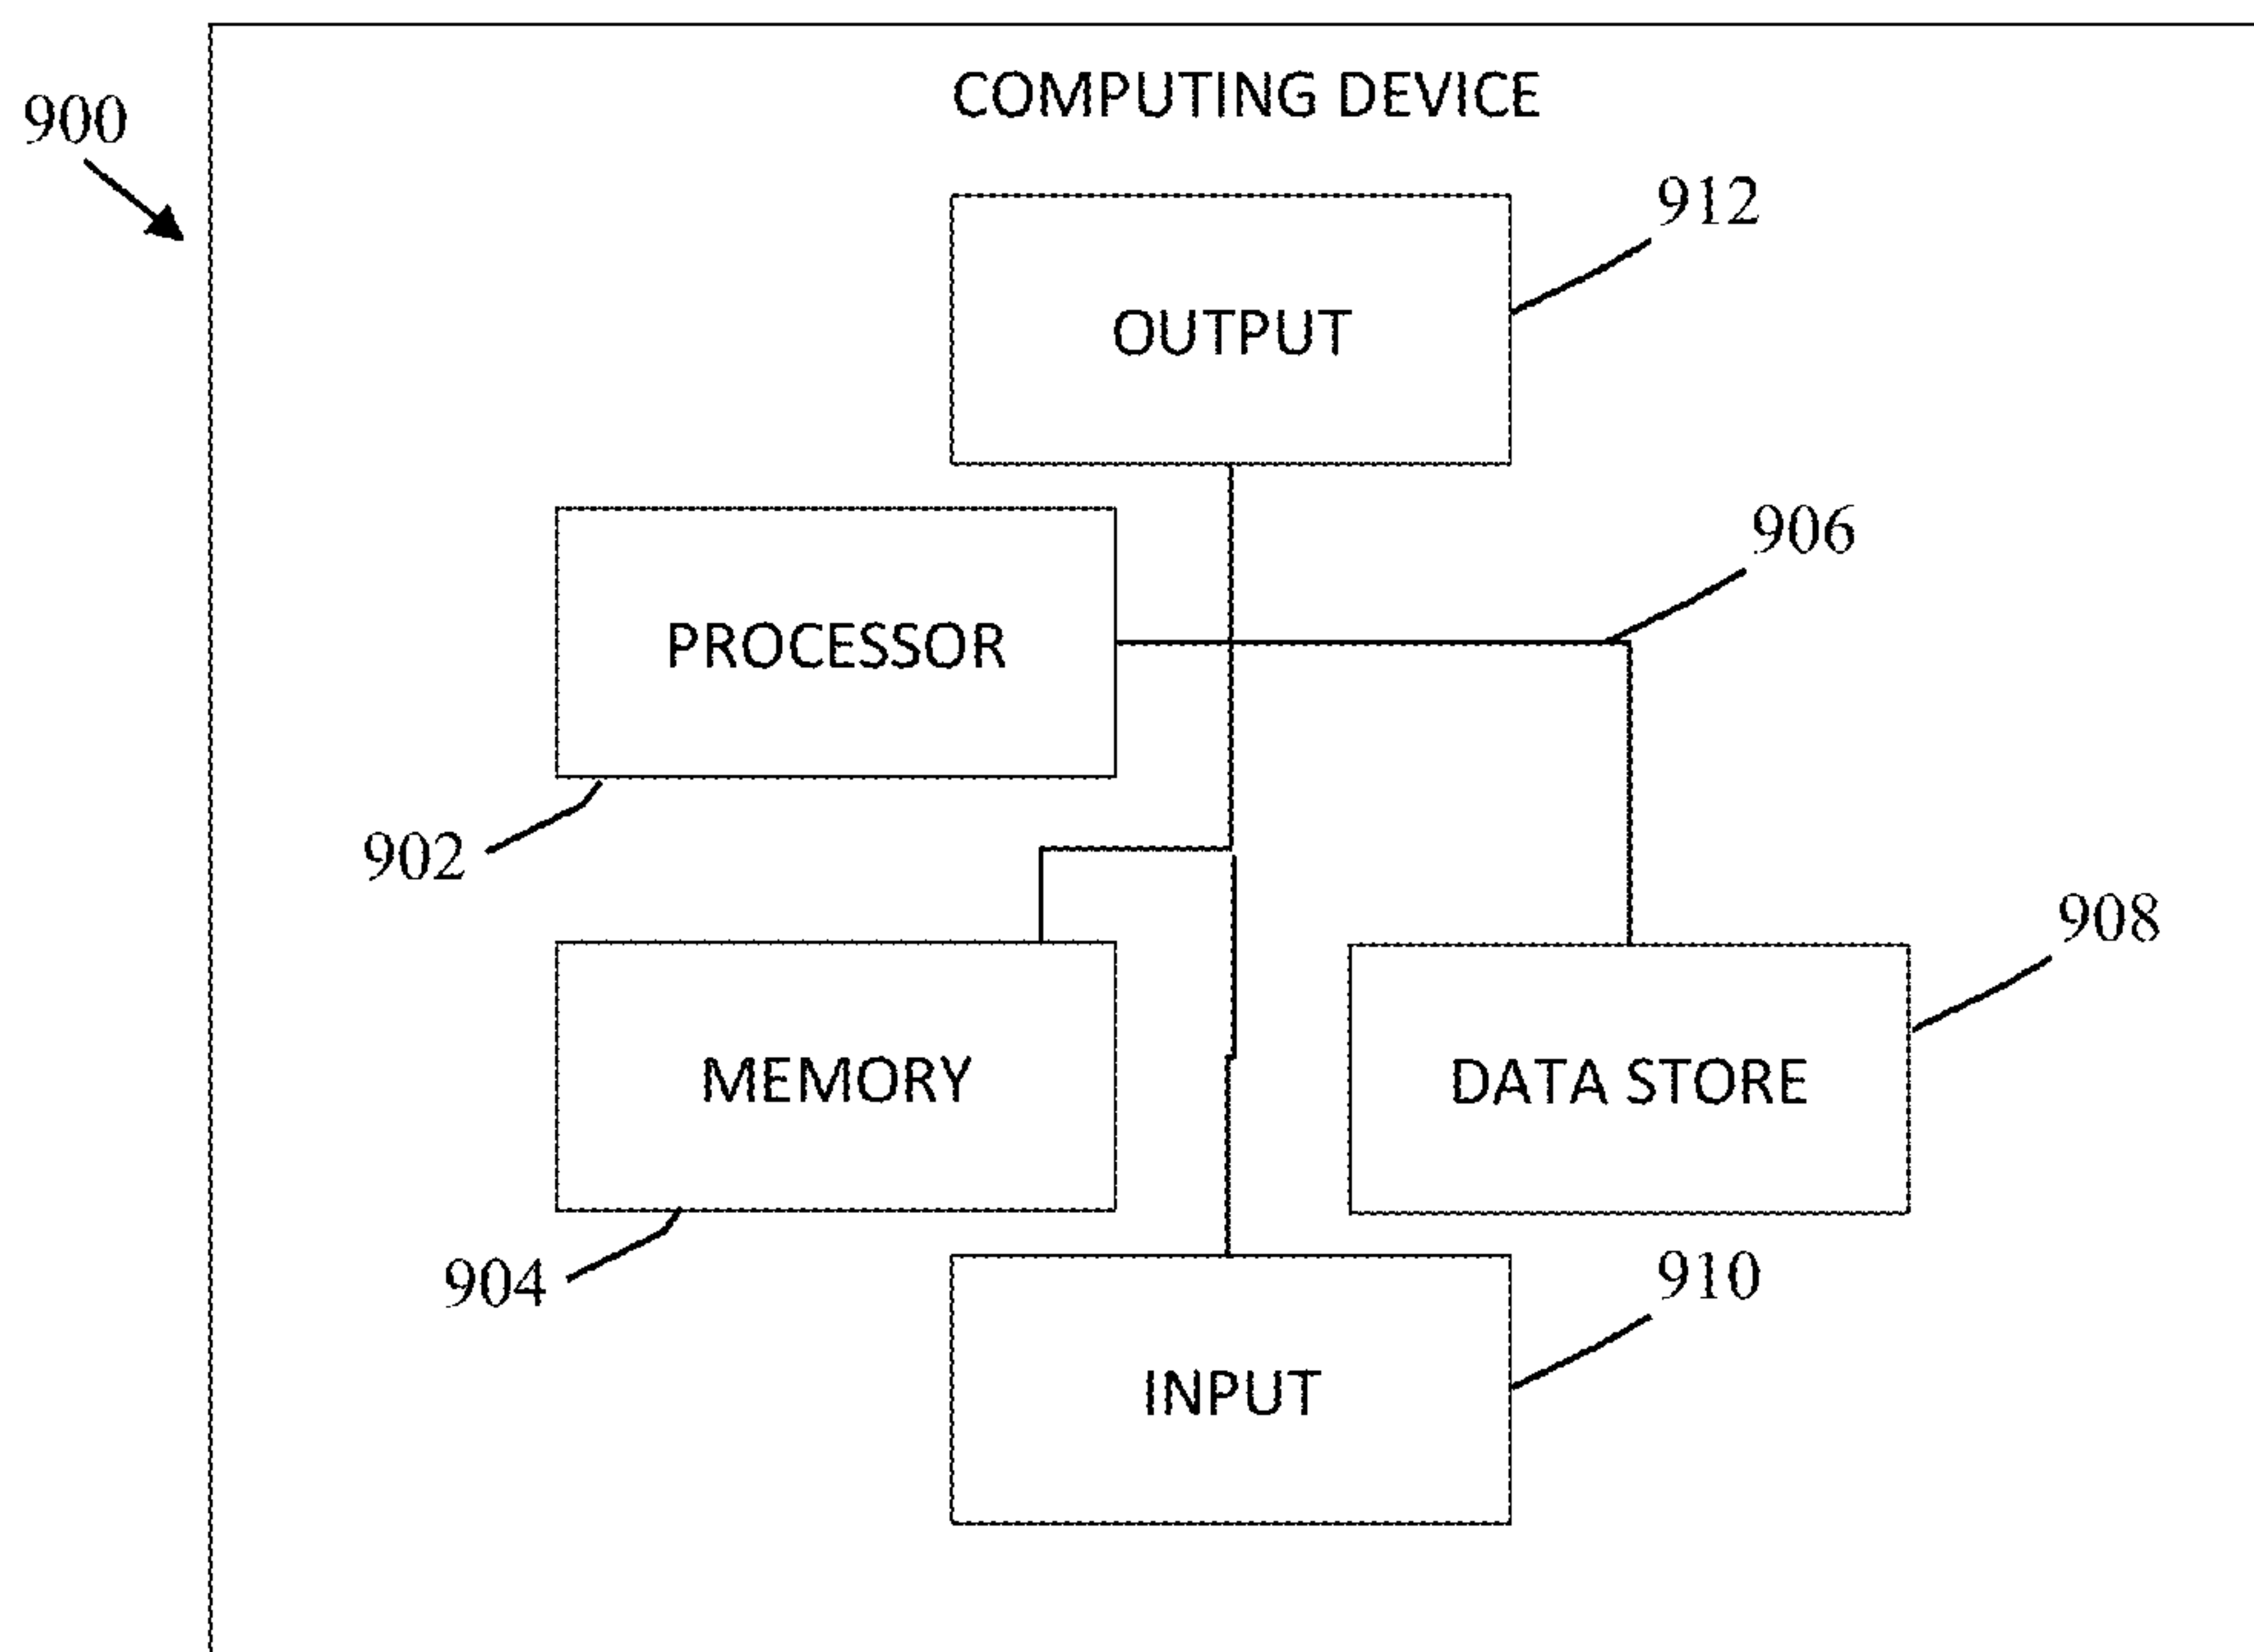 COMPUTING DEVICE
900
912
OUTPUT
906
PROCESSOR
902
908
MEMORY
DATA STORE
904
910
INPUT